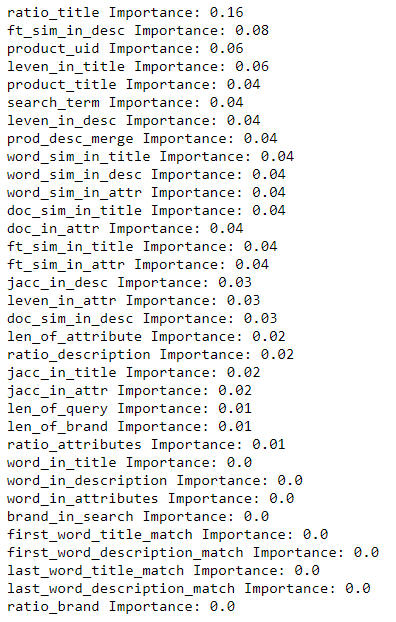 ratio_title Importance: 0.16
ft_sim_in_desc Importance: 0.08
product_uid Importance: 0.06
leven_in_title Importance: 0.06
product_title Importance: 0.04
search_term Importance: 0.04
leven_in_desc Importance: 0.04
prod_desc_merge Importance: 0.04
word_sim_in_title Importance: 0.04
word_sim_in_desc Importance: 0.04
word_sim_in_attr Importance: 0.04
doc_sim_in_title Importance: 0.04
doc_in_attr Importance: 0.04
ft_sim_in_title Importance: 0.04
ft_sim_in_attr Importance: 0.04
jacc_in_desc Importance: 0.03
leven_in_attr Importance: 0.03
doc_sim_in_desc Importance: 0.03
len_of_attribute Importance: 0.02
ratio_description Importance: 0.02
jacc_in_title Importance: 0.02
jacc_in_attr Importance: 0.02
len_of_query Importance: 0.01
len_of_brand Importance: 0.01
ratio_attributes Importance: 0.01
word_in_title Importance: 0.0
word_in_description Importance: 0.0
word_in_attributes Importance: 0.0
brand_in_search Importance: 0.0
first_word_title_match Importance: 0.0
first_word_description_match Importance: 0.0
last_word_title_match Importance: 0.0
last_word_description_match Importance: 0.0
ratio_brand Importance: 0.0